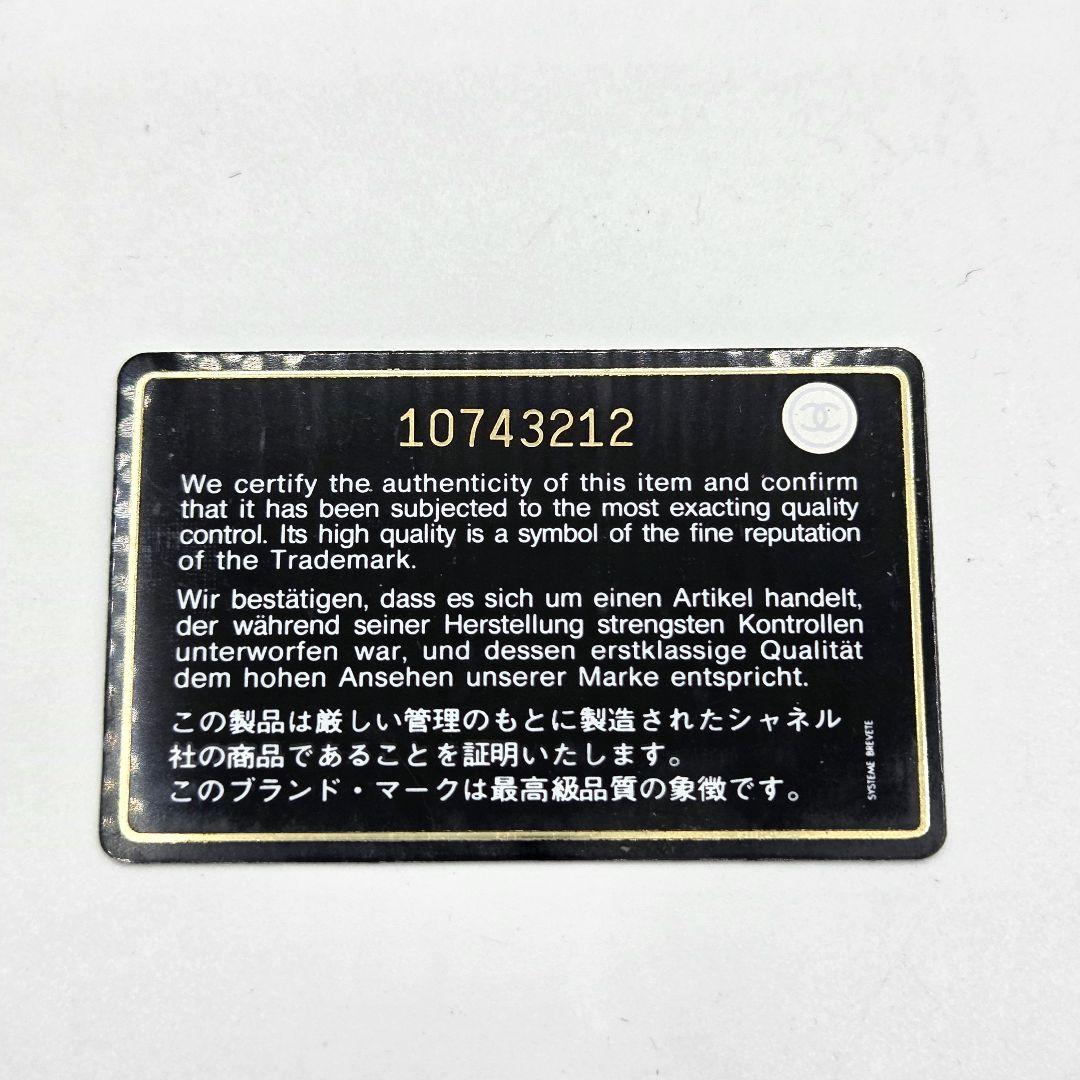 10743212
We certify the authenticity of this item and confirm
that it has been subjected to the most exacting quality
control. Its high quality is a symbol of the fine reputation
of the Trademark.
Wir bestätigen, dass es sich um einen Artikel handelt,
der während seiner Herstellung strengsten Kontrollen
unterworfen war, und dessen erstklassige Qualität
dem hohen Ansehen unserer Marke entspricht.
この製品は厳しい管理のもとに製造されたシャネル
社の商品であることを証明いたします。
このブランド・マークは最高級品質の象徴です。
SYSTEME BREVETE